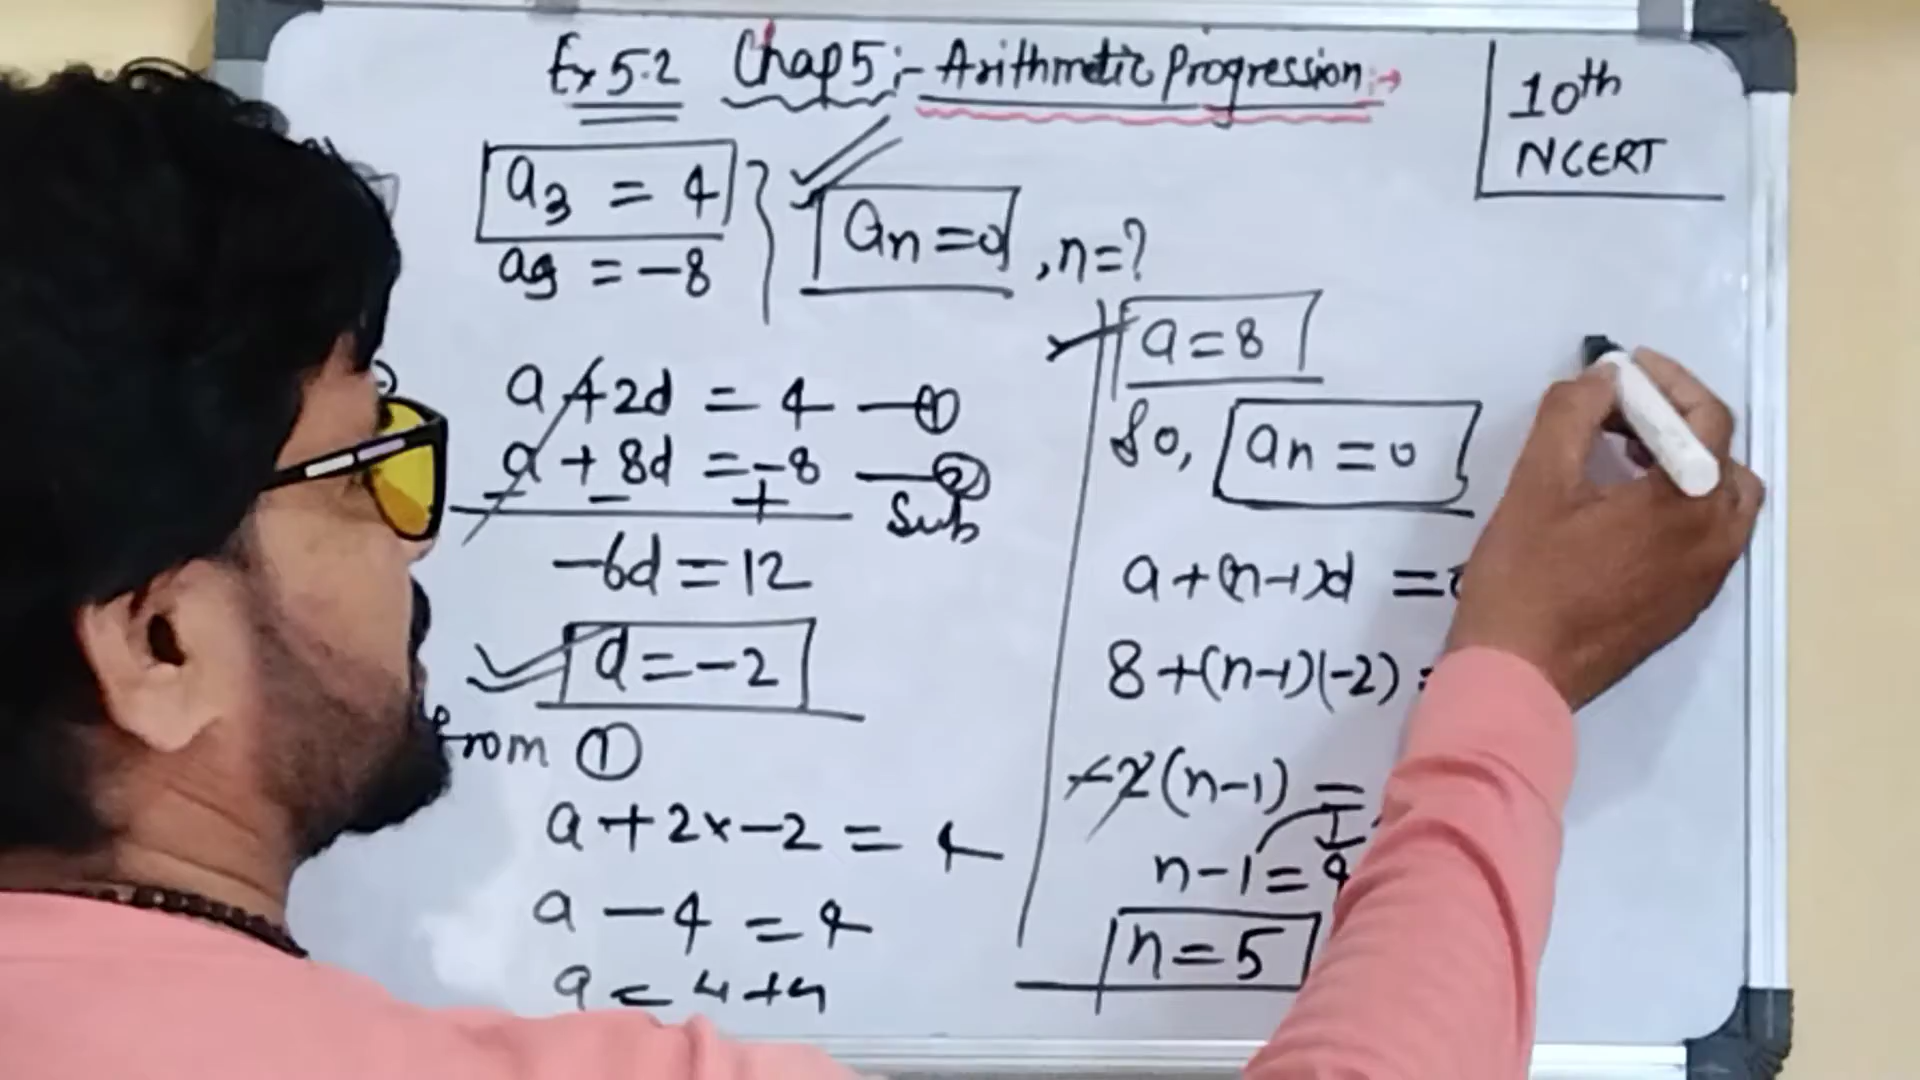 Ex 5.2 Chap 5 :- Arithmetic Progression :→
10th
NCERT
a3 = 4
a9 = -8
an = 0 , n = ?
a + 2d = 4 — ①
a + 8d = -8 — ②
- - +
Sub
-6d = 12
d = -2
from ①
a + 2x-2 = 4
a - 4 = 4
a = 4+4
a = 8
So, an = 0
a + (n-1)d =
8 + (n-1)(-2) =
-2(n-1) =
n-1 = 4
n = 5